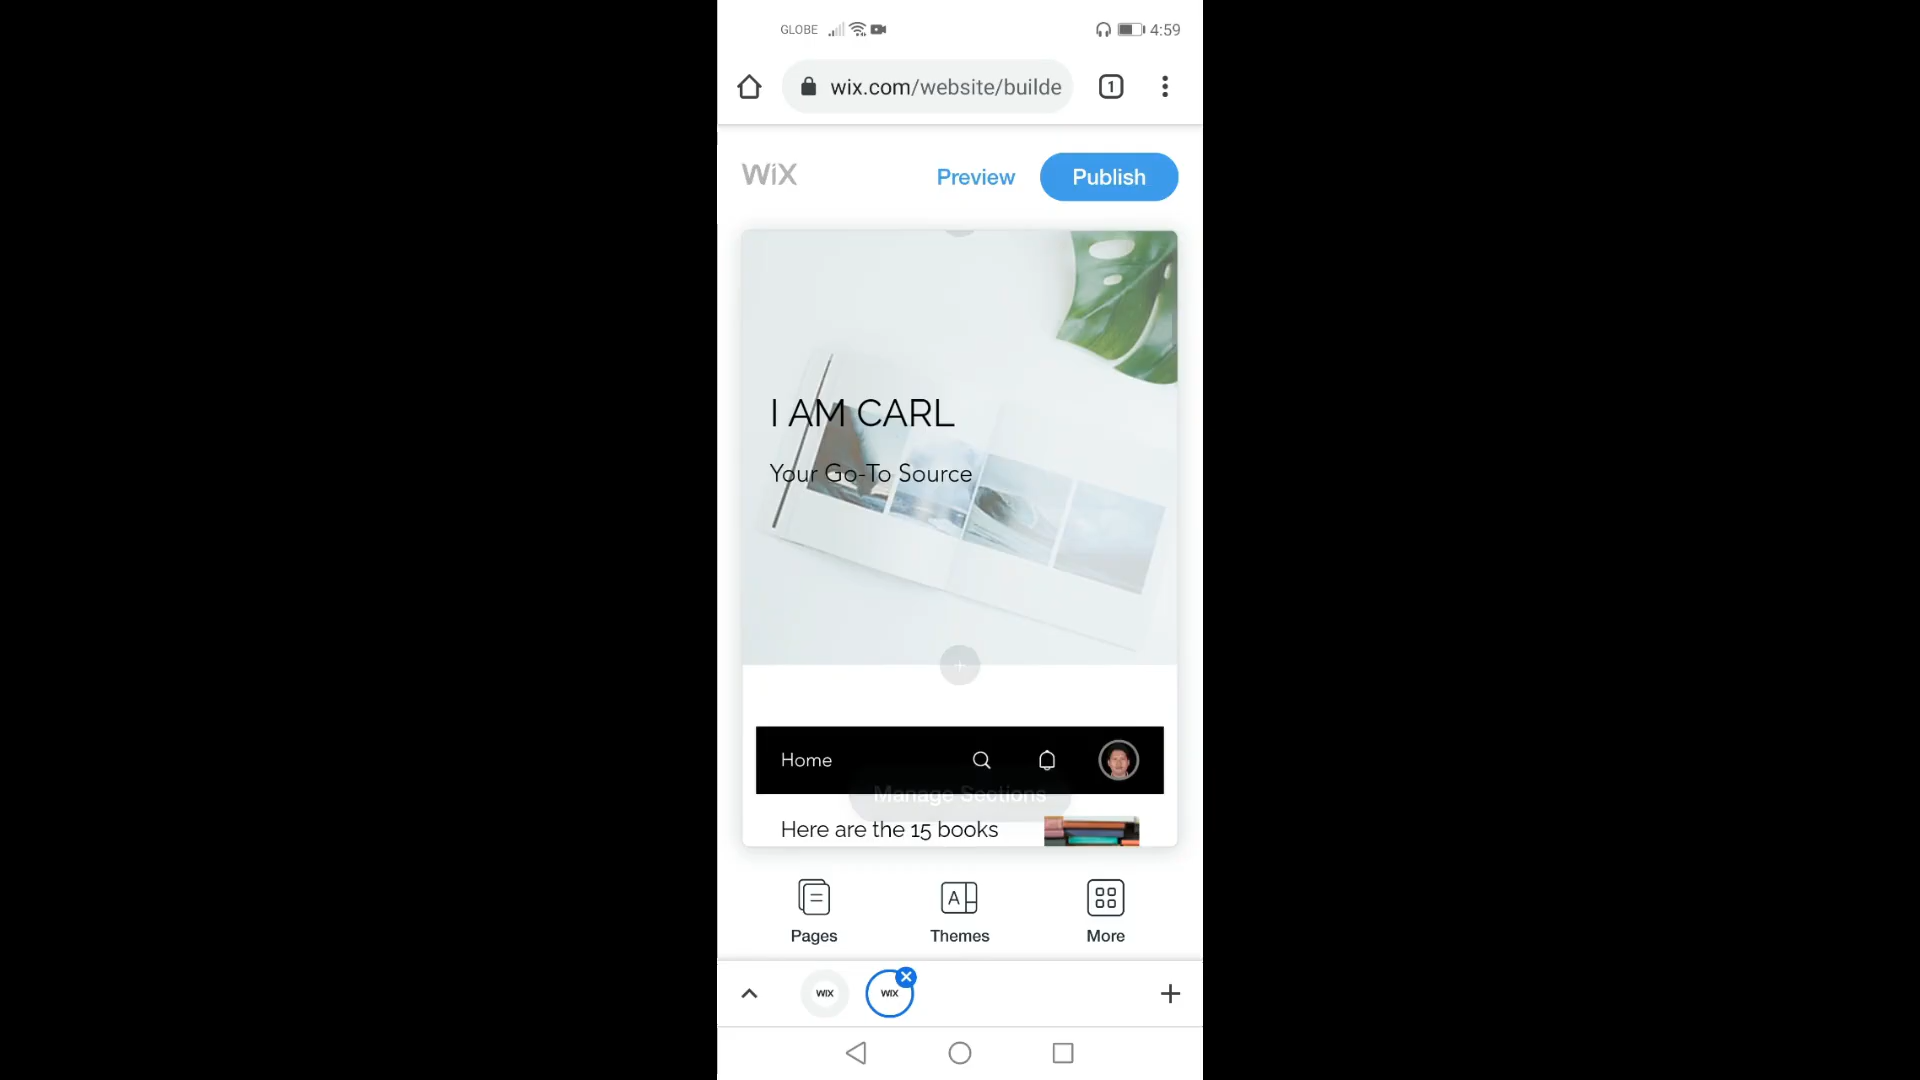 GLOBE 4:59
wix.com/website/builde 1
WiX Preview Publish
I AM CARL
Your Go-To Source
Home
Manage Sections
Here are the 15 books
Pages Themes More
WIX WIX